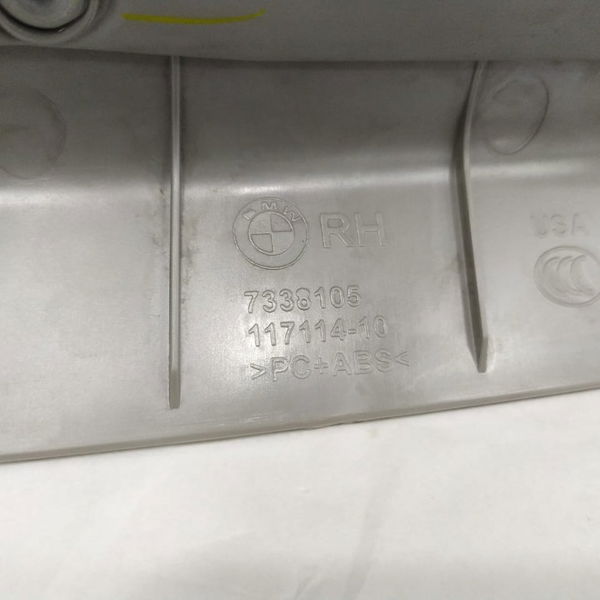 BMW RH
USA
7338105
117114-10
>PC+ABS<